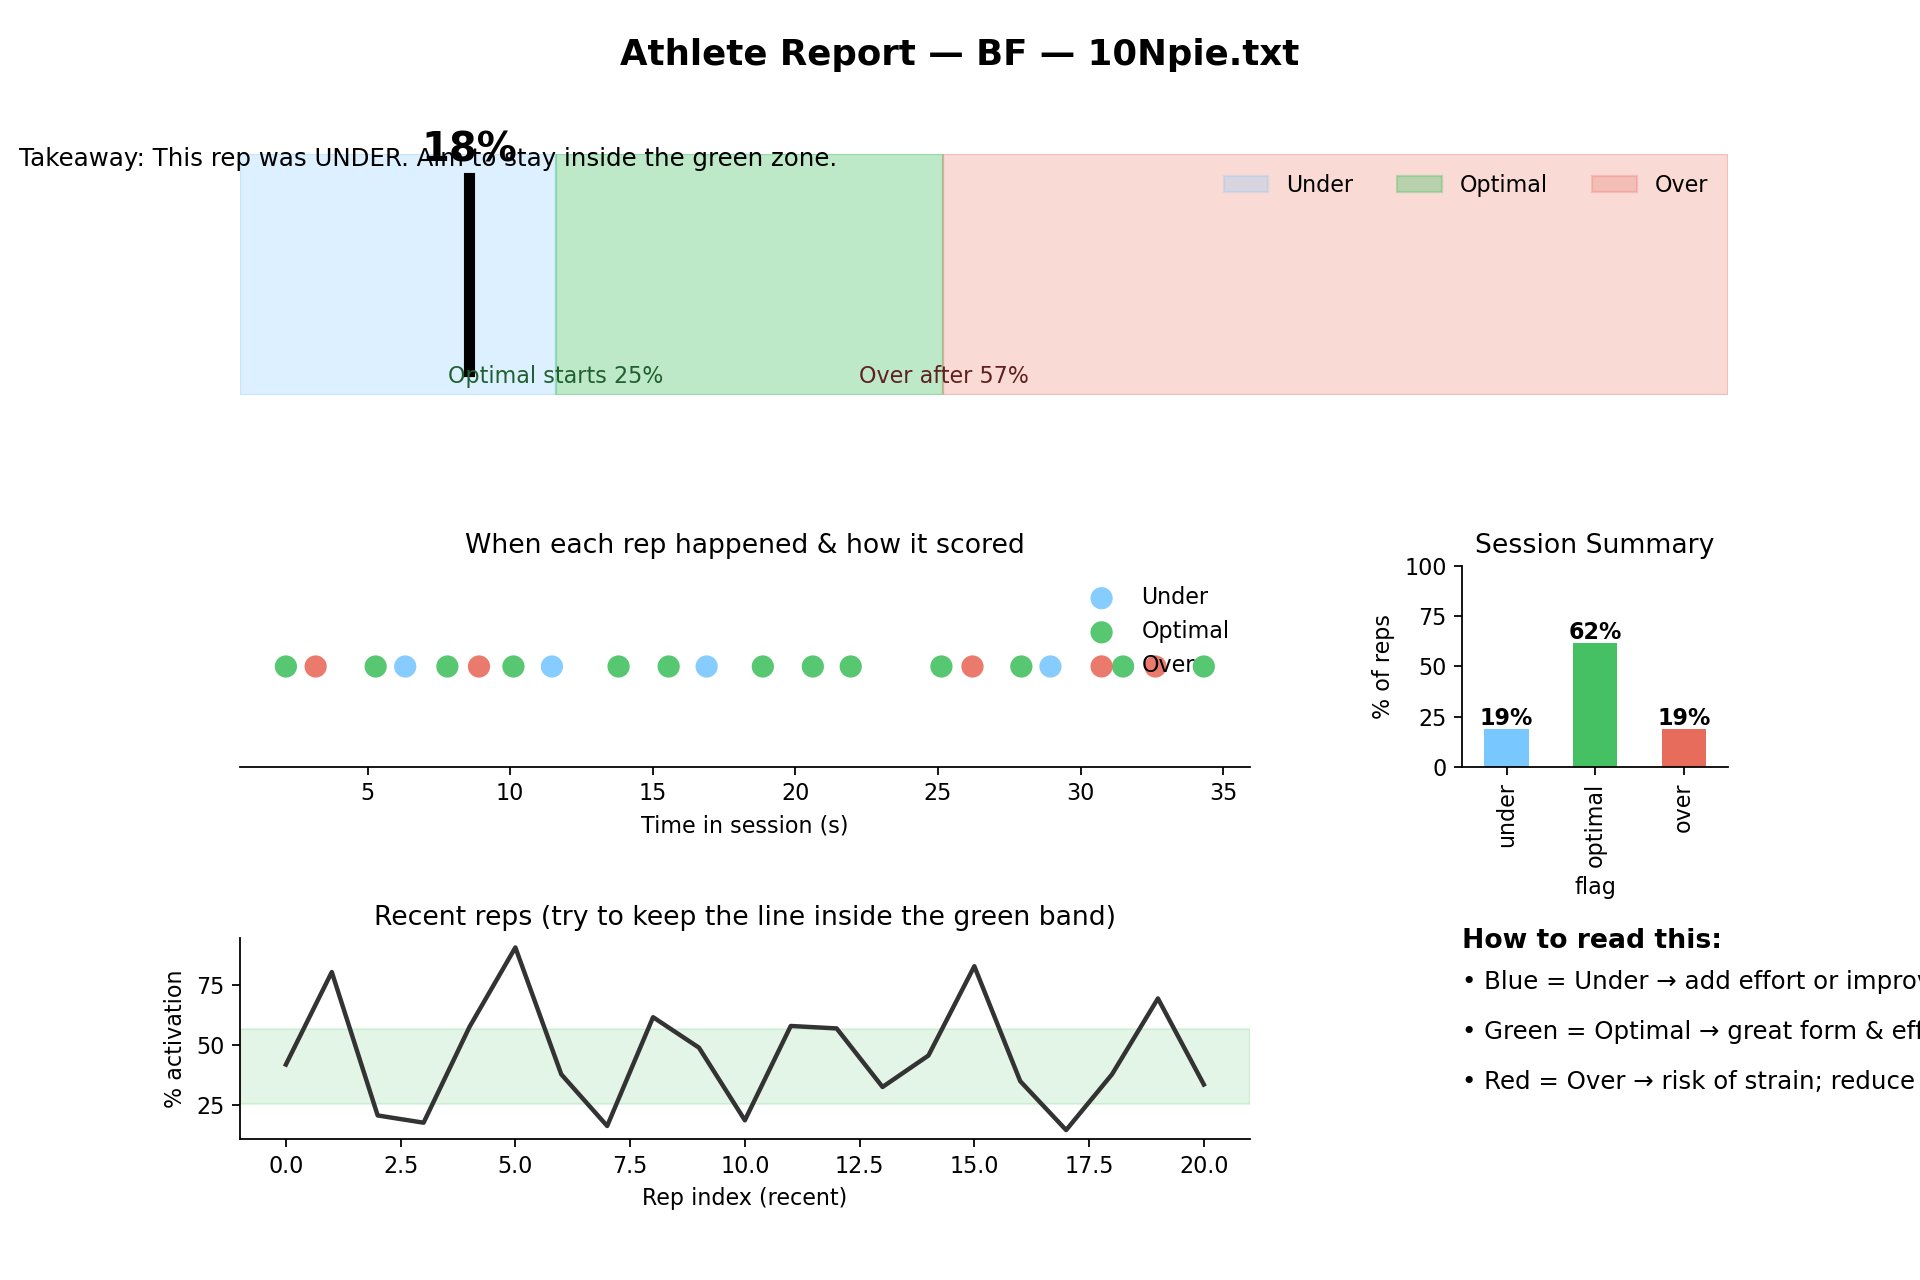 Athlete Report — BF — 10Npie.txt
18%
Takeaway: This rep was UNDER. Aim to stay inside the green zone.
Under Optimal Over
Optimal starts 25% Over after 57%
When each rep happened & how it scored
Under
Optimal
Over
5 10 15 20 25 30 35
Time in session (s)
Session Summary
% of reps
100
75
50
25
0
19% 62% 19%
under optimal over
flag
Recent reps (try to keep the line inside the green band)
% activation
75
50
25
0.0 2.5 5.0 7.5 10.0 12.5 15.0 17.5 20.0
Rep index (recent)
How to read this:
• Blue = Under → add effort or improv
• Green = Optimal → great form & eff
• Red = Over → risk of strain; reduce